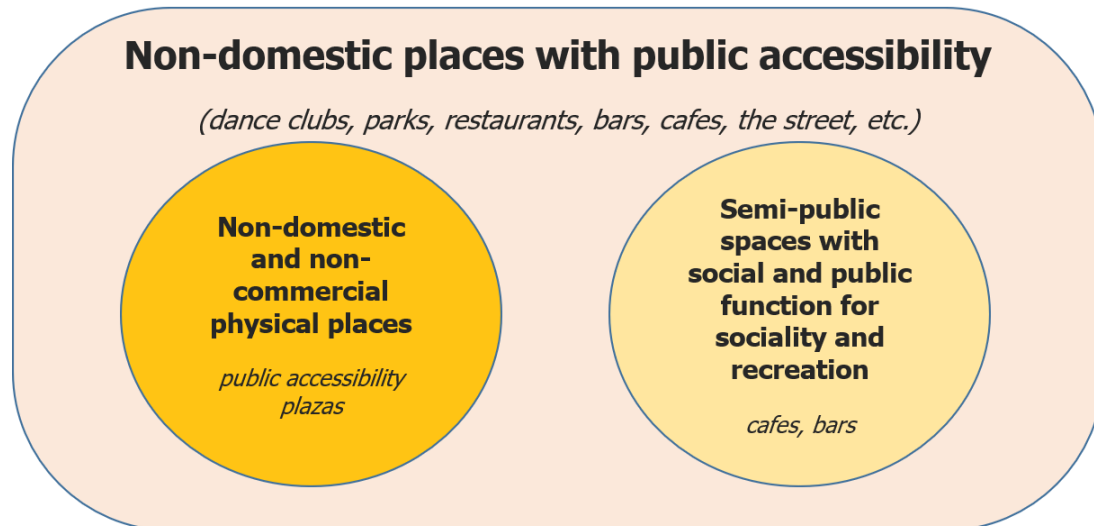 Non-domestic places with public accessibility
(dance clubs, parks, restaurants, bars, cafes, the street, etc.)
Non-domestic
and non-
commercial
physical places
public accessibility
plazas
Semi-public
spaces with
social and public
function for
sociality and
recreation
cafes, bars